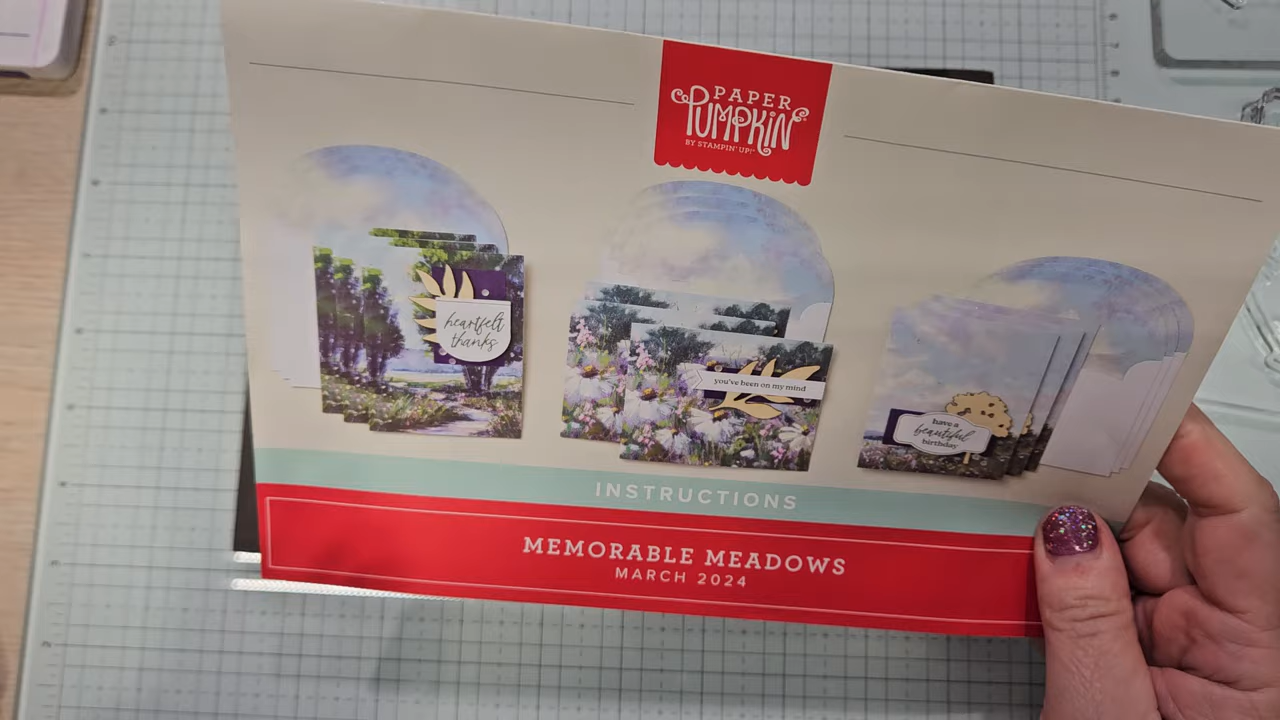 PAPER
PUMPKIN®
BY STAMPIN' UP!®
heartfelt
thanks
you've been on my mind
have a
beautiful
birthday
INSTRUCTIONS
MEMORABLE MEADOWS
MARCH 2024